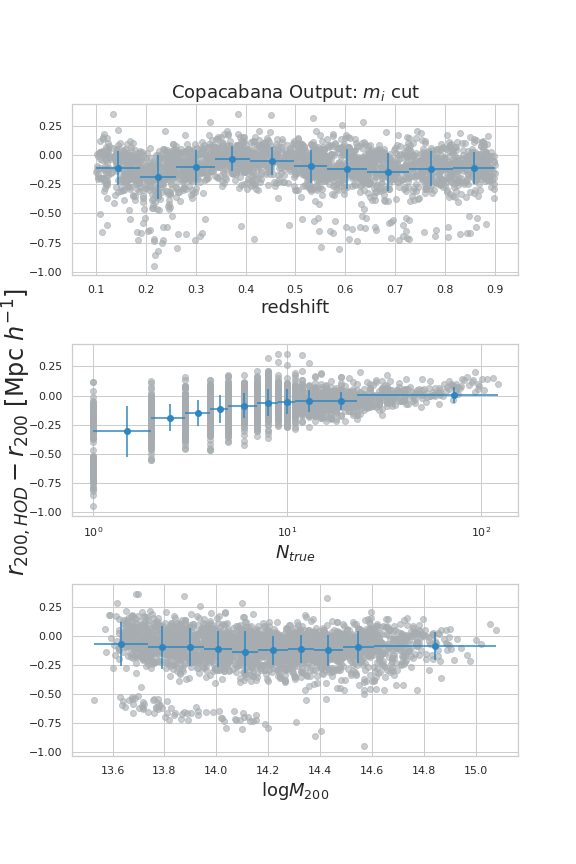 Copacabana Output: $m_i$ cut
0.25
0.00
−0.25
−0.50
−0.75
−1.00
0.1 0.2 0.3 0.4 0.5 0.6 0.7 0.8 0.9
redshift
$r_{200,HOD} - r_{200}$ [Mpc $h^{-1}$]
0.25
0.00
−0.25
−0.50
−0.75
−1.00
$10^0$ $10^1$ $10^2$
$N_{true}$
0.25
0.00
−0.25
−0.50
−0.75
−1.00
13.6 13.8 14.0 14.2 14.4 14.6 14.8 15.0
log$M_{200}$